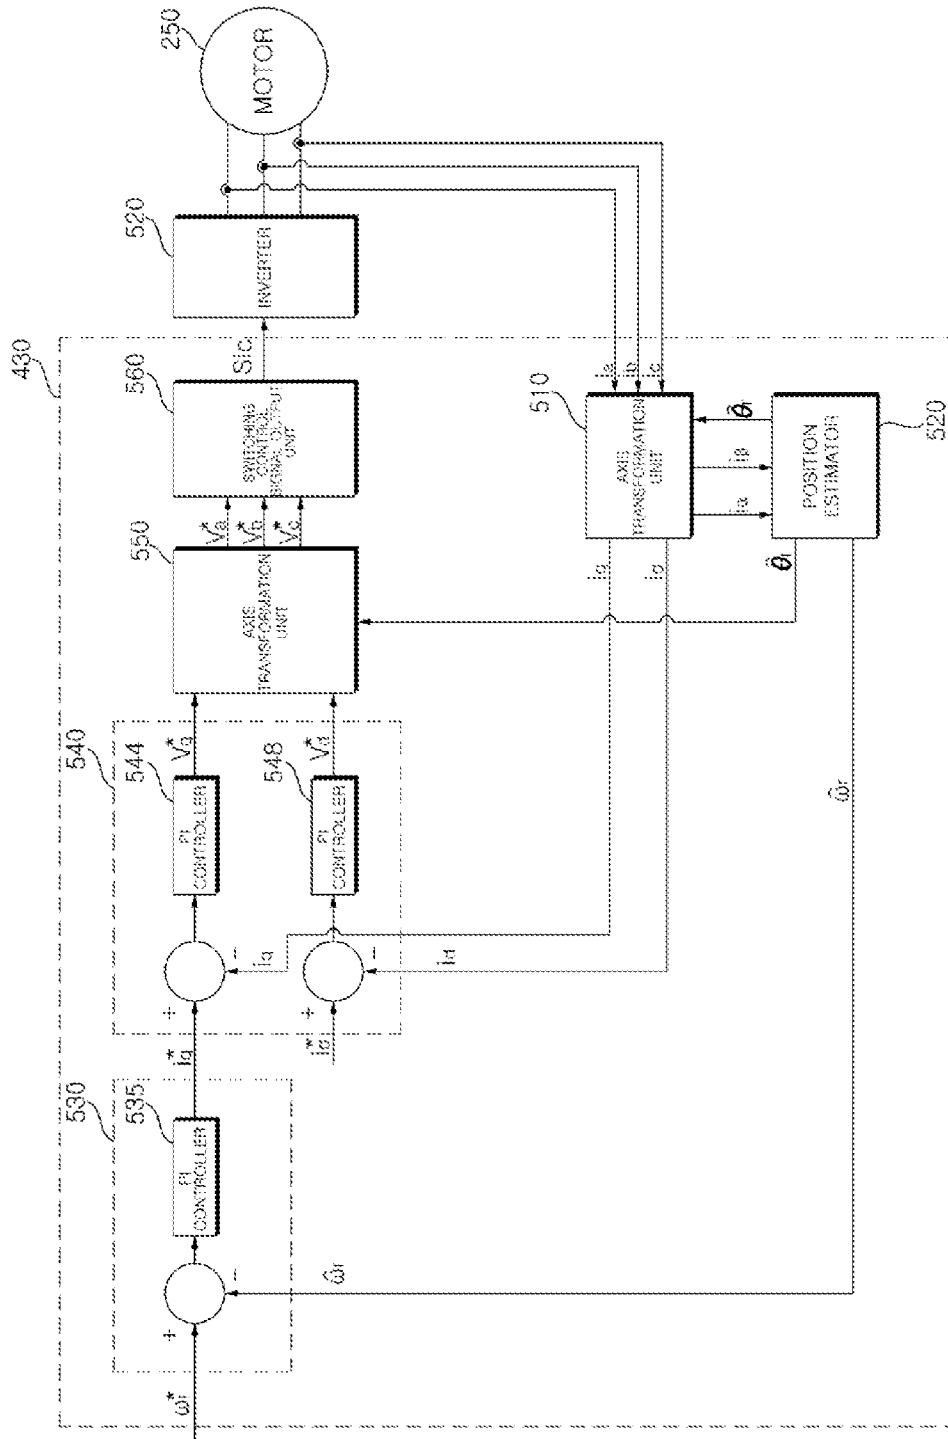 430
530
535
PI
CONTROLLER
ω*r
+
-
ω̂r
i*q
540
544
PI
CONTROLLER
V*q
+
-
iq
548
PI
CONTROLLER
V*d
+
-
i*d
id
550
AXIS
TRANSFORMATION
UNIT
V*a
V*b
V*c
560
SWITCHING
CONTROL
SIGNAL OUTPUT
UNIT
Sic
520
INVERTER
250
MOTOR
510
AXIS
TRANSFORMATION
UNIT
ia
ib
ic
iq
id
iα
iβ
θ̂r
θ̂r
POSITION
ESTIMATOR
520
ω̂r